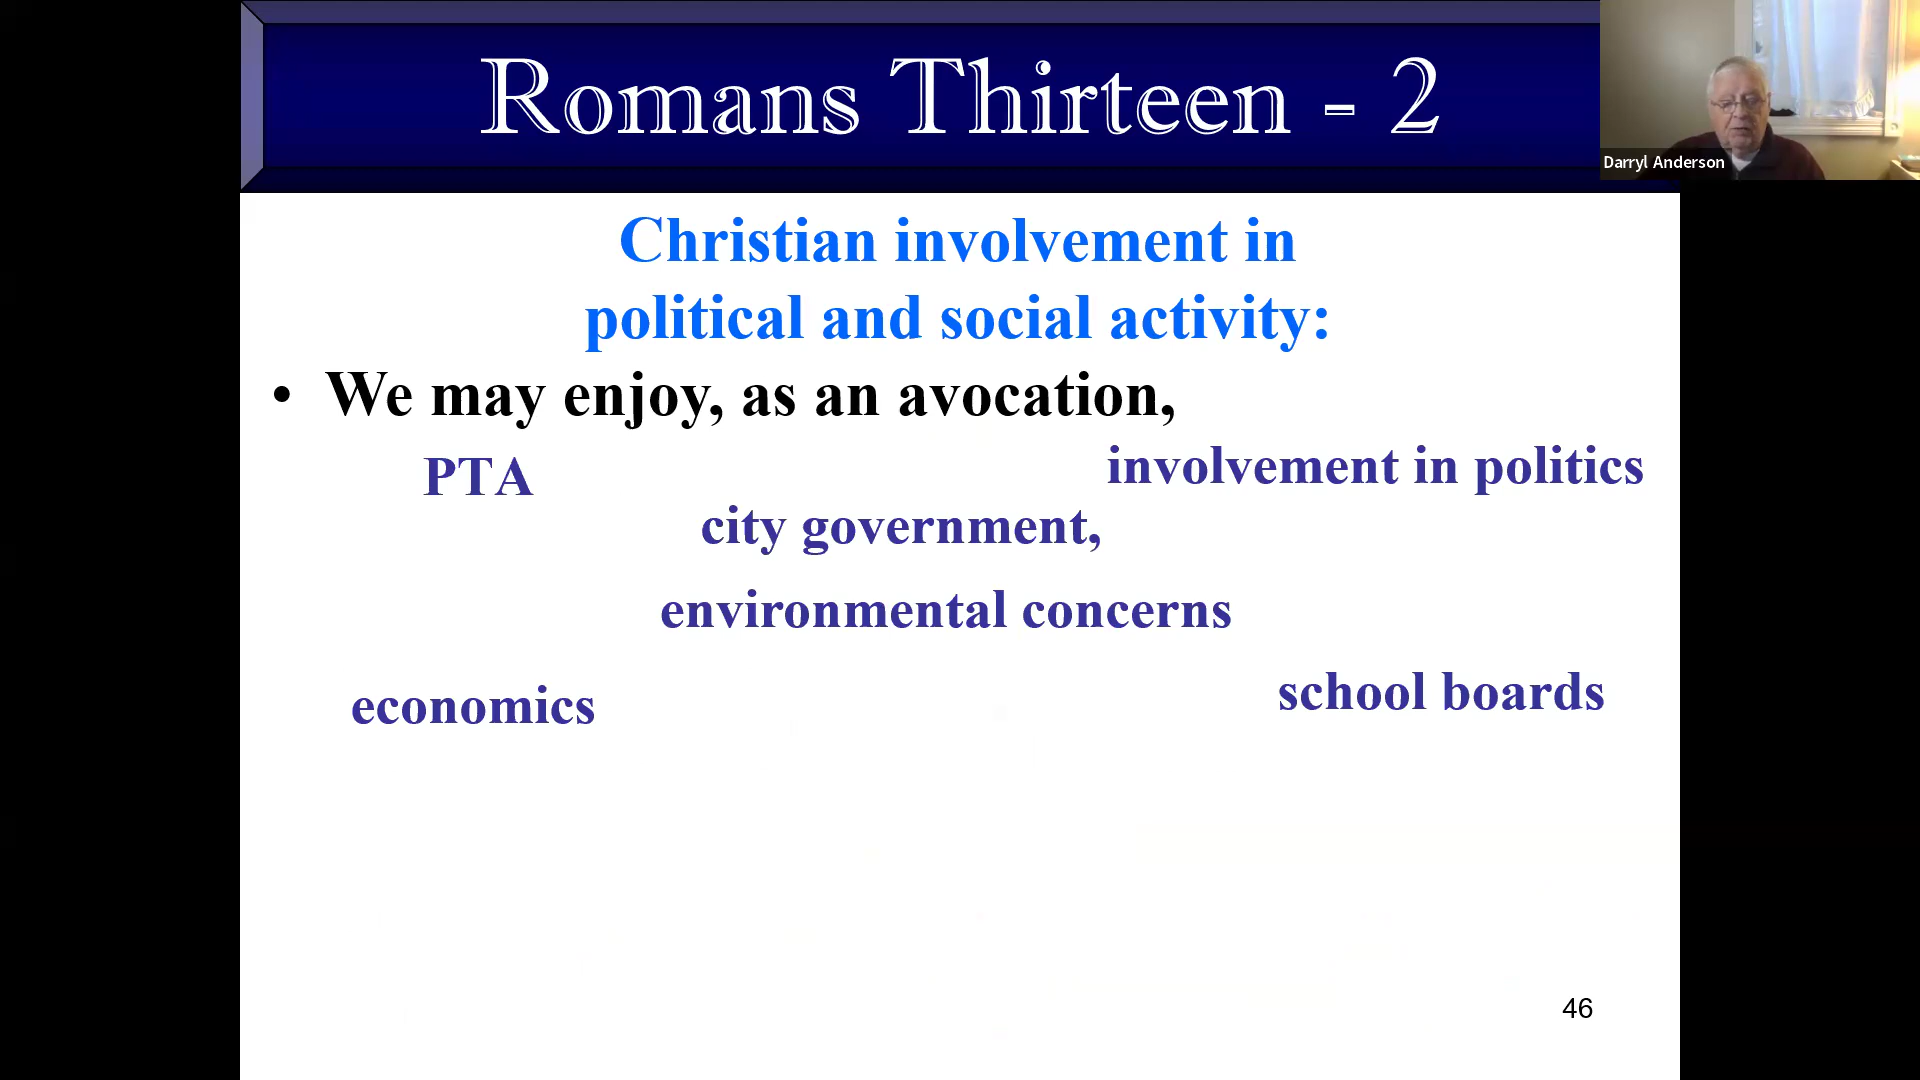 Romans Thirteen - 2
Darryl Anderson
Christian involvement in
political and social activity:
• We may enjoy, as an avocation,
PTA
involvement in politics
city government,
environmental concerns
economics
school boards
46